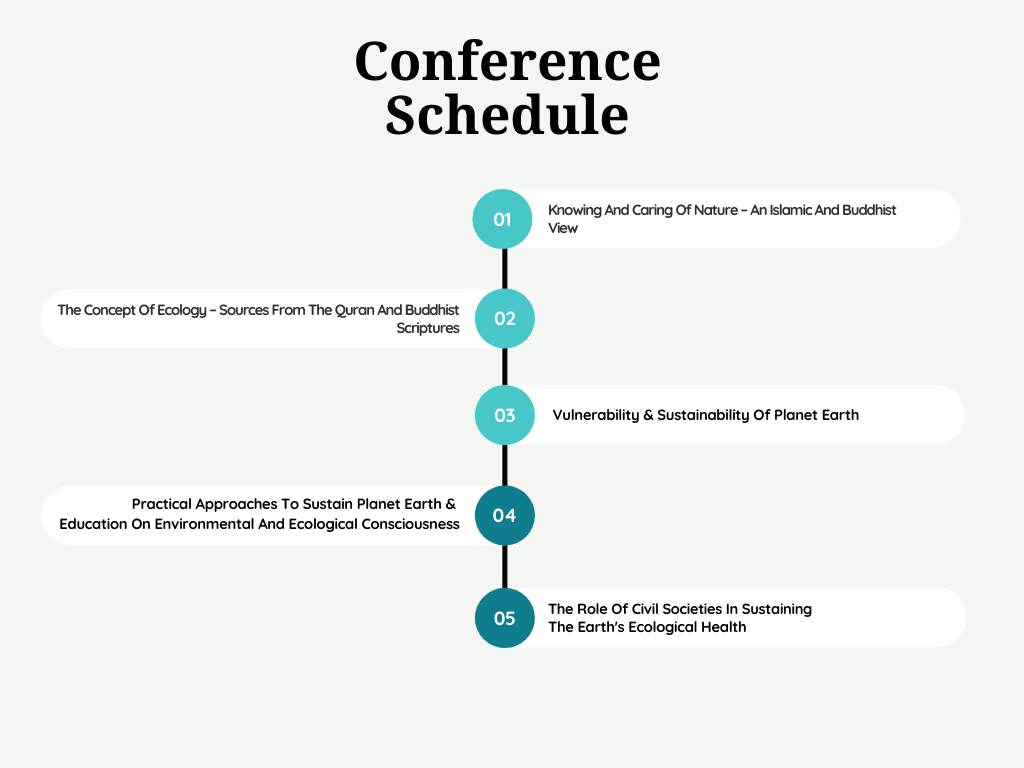 Conference
Schedule
01
Knowing And Caring Of Nature – An Islamic And Buddhist
View
The Concept Of Ecology – Sources From The Quran And Buddhist
Scriptures
02
03
Vulnerability & Sustainability Of Planet Earth
Practical Approaches To Sustain Planet Earth &
Education On Environmental And Ecological Consciousness
04
05
The Role Of Civil Societies In Sustaining
The Earth's Ecological Health